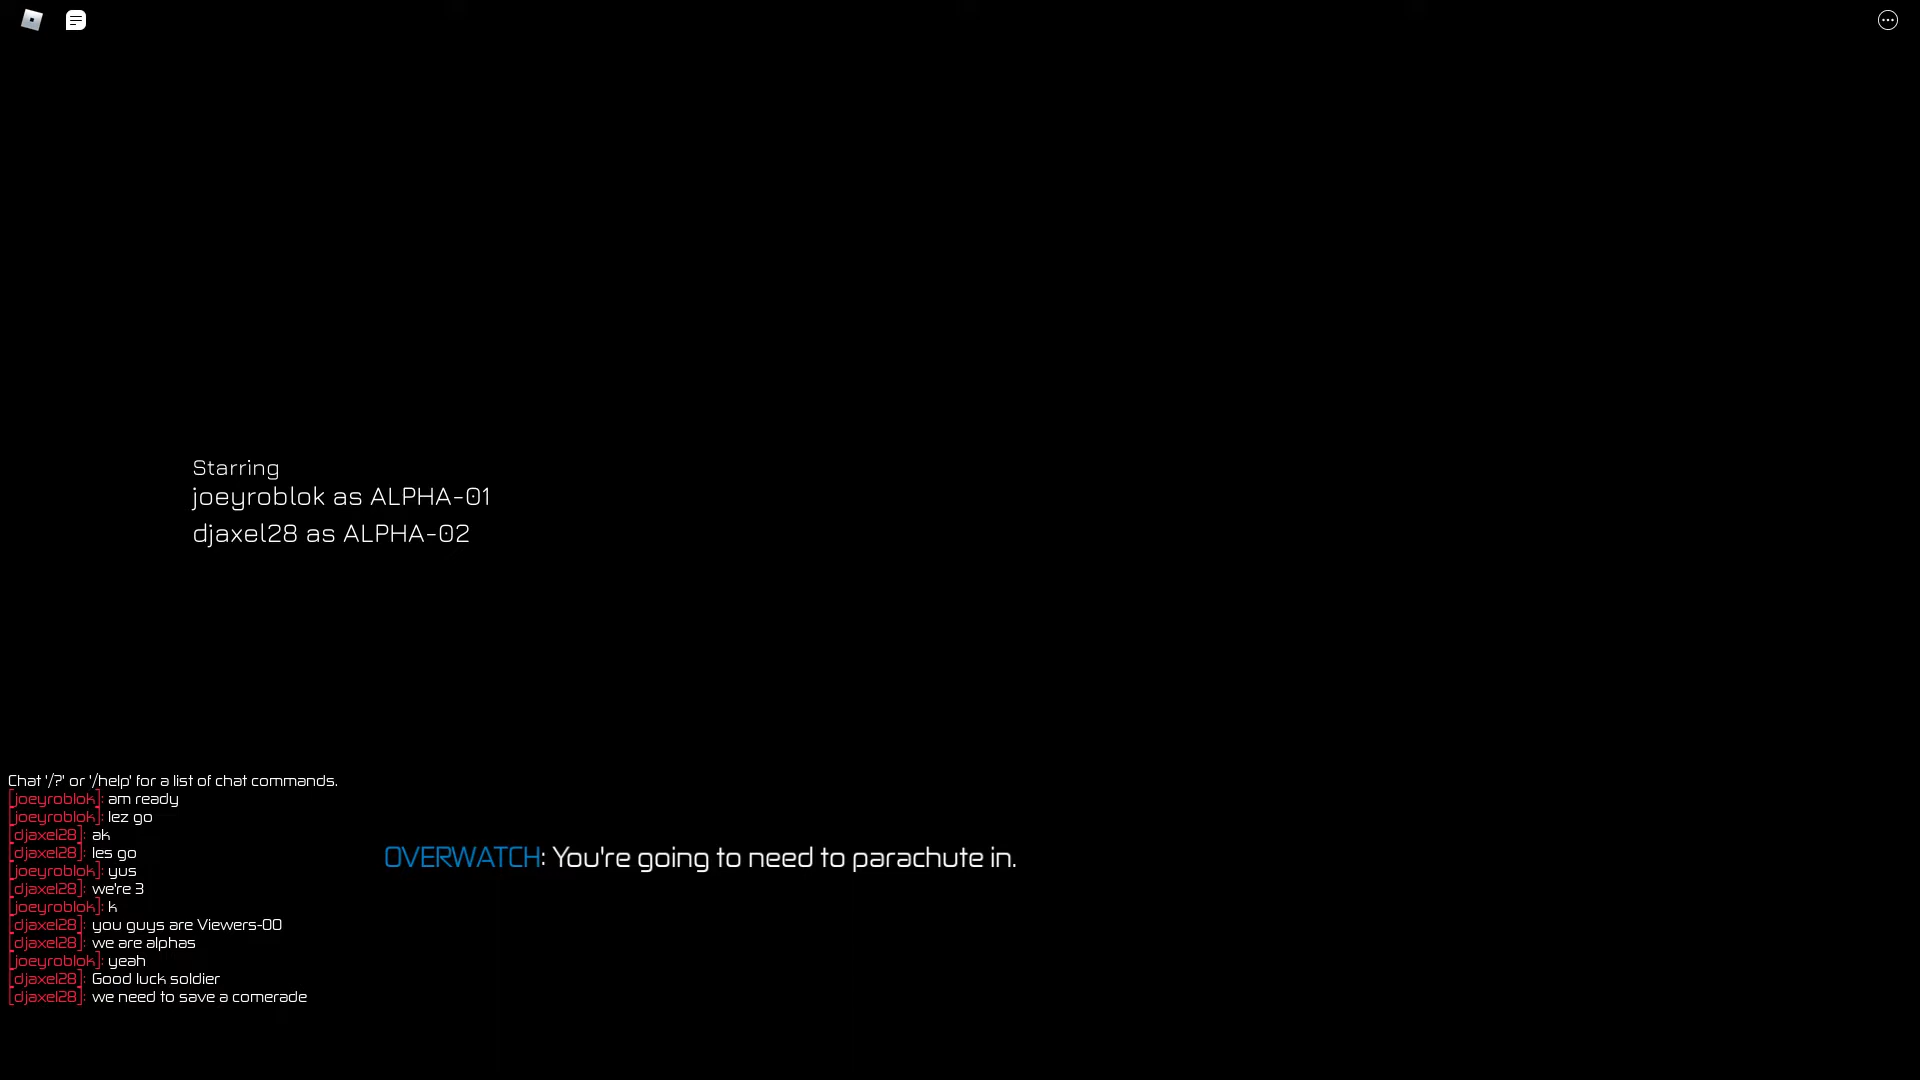 Starring
joeyroblok as ALPHA-01
djaxel28 as ALPHA-02
Chat '/?' or '/help' for a list of chat commands.
[joeyroblok]: am ready
[joeyroblok]: lez go
[djaxel28]: ak
[djaxel28]: les go
[joeyroblok]: yus
[djaxel28]: we're 3
[joeyroblok]: k
[djaxel28]: you guys are Viewers-00
[djaxel28]: we are alphas
[joeyroblok]: yeah
[djaxel28]: Good luck soldier
[djaxel28]: we need to save a comerade
OVERWATCH: You're going to need to parachute in.